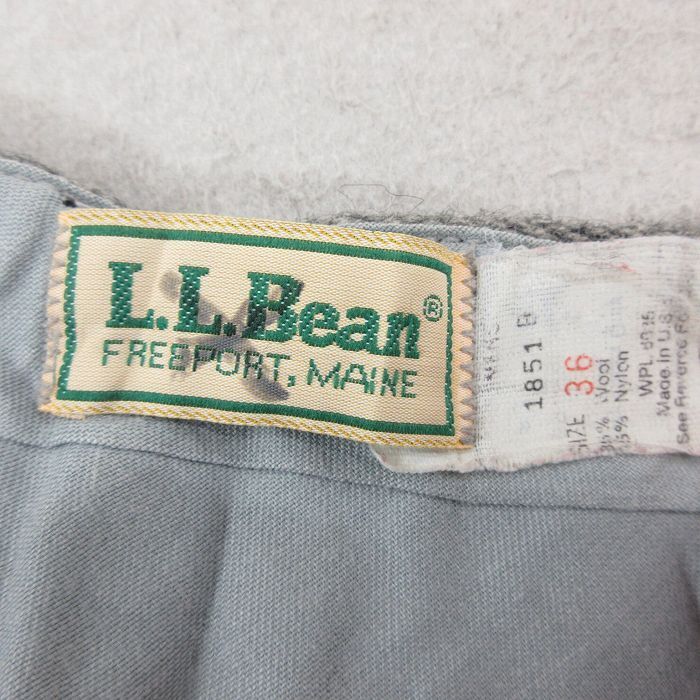 L.L.Bean®
FREEPORT, MAINE
1851
SIZE 36
Wool
Nylon
WPL
Made in U.S.
See Reverse